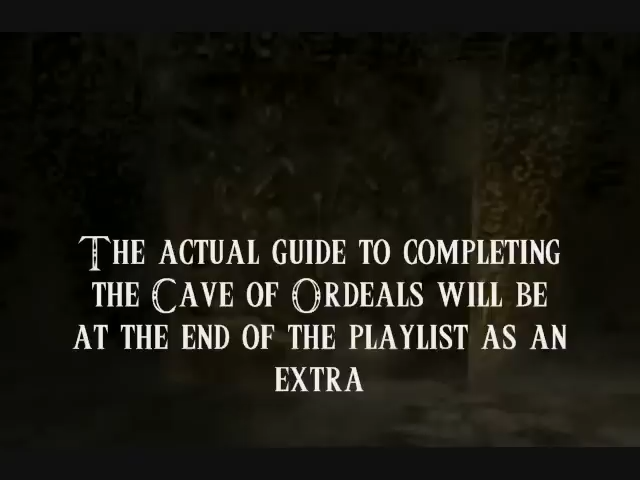 The actual guide to completing
the Cave of Ordeals will be
at the end of the playlist as an
extra